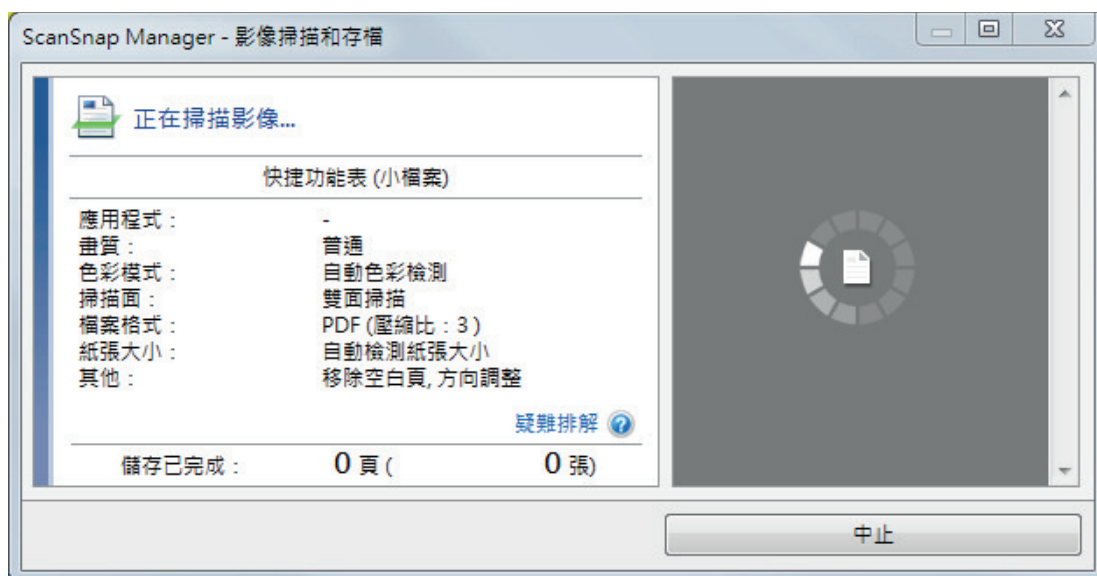 ScanSnap Manager - 影像掃描和存檔
正在掃描影像...
快捷功能表 (小檔案)
應用程式： -
畫質： 普通
色彩模式： 自動色彩檢測
掃描面： 雙面掃描
檔案格式： PDF (壓縮比：3 )
紙張大小： 自動檢測紙張大小
其他： 移除空白頁, 方向調整
疑難排解
儲存已完成： 0 頁 ( 0 張)
中止